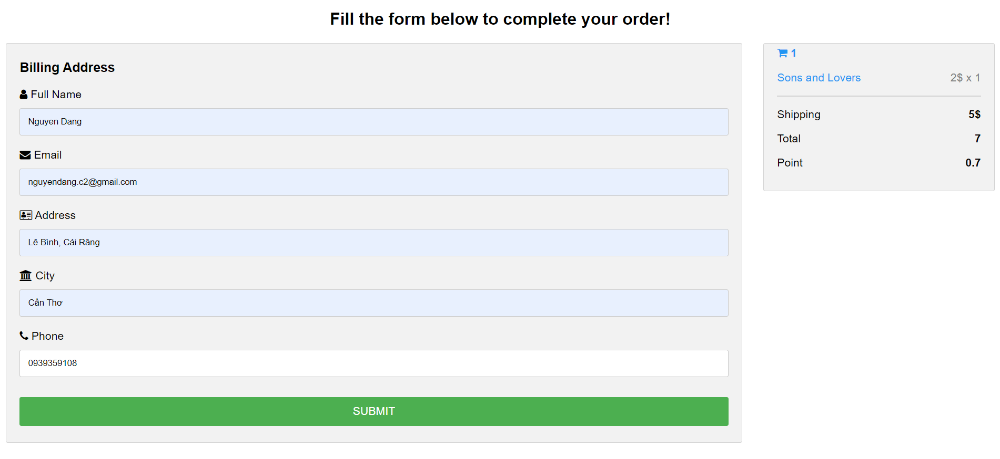 Fill the form below to complete your order!
Billing Address
Full Name
Nguyen Dang
Email
nguyendang.c2@gmail.com
Address
Lê Bình, Cái Răng
City
Cần Thơ
Phone
0939359108
SUBMIT
1
Sons and Lovers 2$ x 1
Shipping 5$
Total 7
Point 0.7